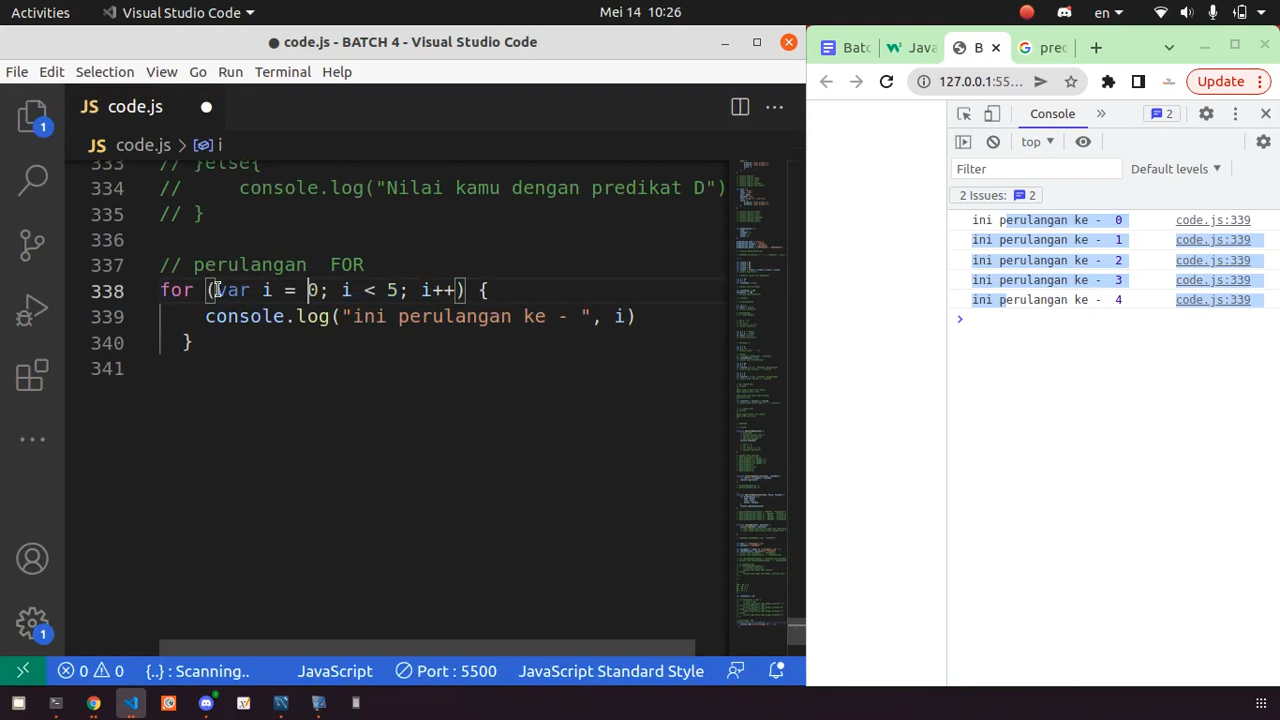 Activities
Visual Studio Code
Mei 14 10:26
en
code.js - BATCH 4 - Visual Studio Code
File Edit Selection View Go Run Terminal Help
JS code.js
JS code.js > i
333 // }else{
334 //     console.log("Nilai kamu dengan predikat D")
335 // }
336
337 // perulangan  FOR
338 for (var i = 0; i < 5; i++) {
339     console.log("ini perulangan ke - ", i)
340   }
341
1
1
0 0 {..} : Scanning.. JavaScript Port : 5500 JavaScript Standard Style
Batc Java B pred
127.0.0.1:55... Update
Console 2
top
Filter Default levels
2 Issues: 2
ini perulangan ke -  0 code.js:339
ini perulangan ke -  1 code.js:339
ini perulangan ke -  2 code.js:339
ini perulangan ke -  3 code.js:339
ini perulangan ke -  4 code.js:339